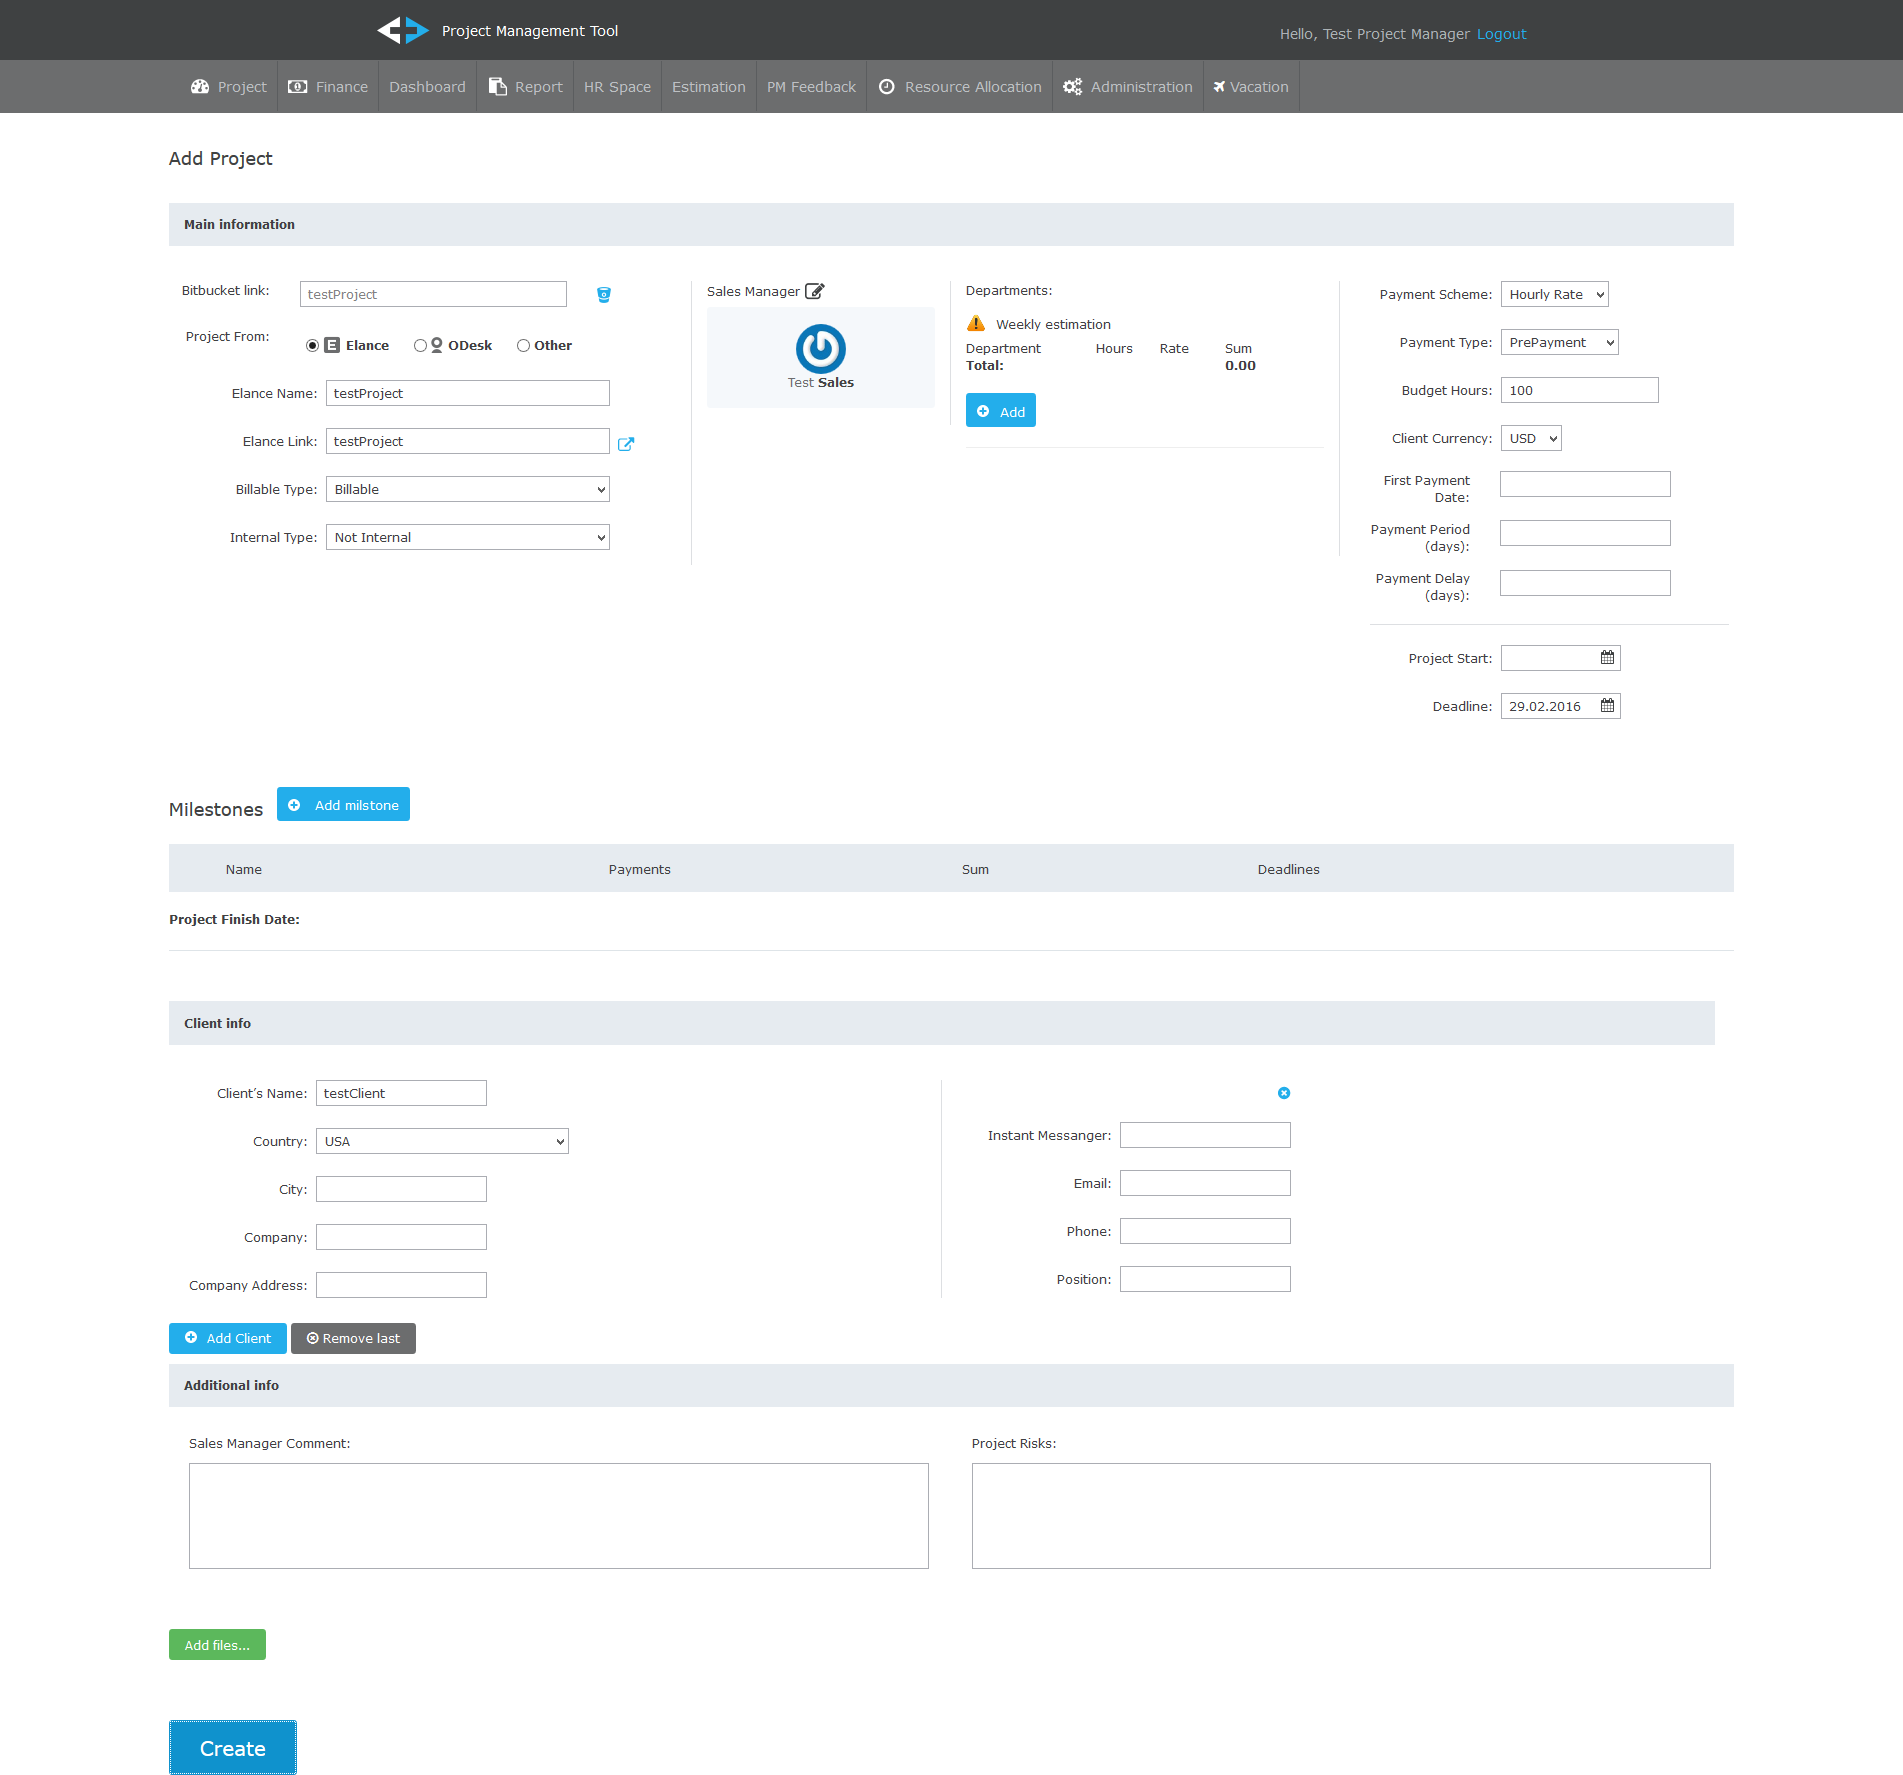 Project Management Tool
Hello, Test Project Manager Logout
Project Finance Dashboard Report HR Space Estimation PM Feedback Resource Allocation Administration Vacation
Add Project
Main information
Bitbucket link: testProject
Project From: E Elance ODesk Other
Elance Name: testProject
Elance Link: testProject
Billable Type: Billable
Internal Type: Not Internal
Sales Manager
Test Sales
Departments:
Weekly estimation
Department Hours Rate Sum
Total: 0.00
Add
Payment Scheme: Hourly Rate
Payment Type: PrePayment
Budget Hours: 100
Client Currency: USD
First Payment
Date:
Payment Period
(days):
Payment Delay
(days):
Project Start:
Deadline: 29.02.2016
Milestones Add milstone
Name Payments Sum Deadlines
Project Finish Date:
Client info
Client's Name: testClient
Country: USA
City:
Company:
Company Address:
Instant Messanger:
Email:
Phone:
Position:
Add Client Remove last
Additional info
Sales Manager Comment:
Project Risks:
Add files...
Create